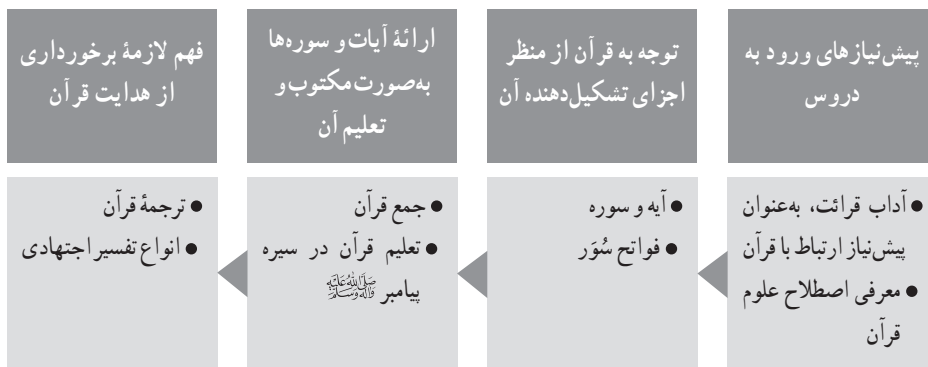 پیش‌نیازهای ورود به
دروس
توجه به قرآن از منظر
اجزای تشکیل‌دهنده آن
ارائهٔ آیات و سوره‌ها
به‌صورت مکتوب و
تعلیم آن
فهم لازمهٔ برخورداری
از هدایت قرآن
● آداب قرائت، به‌عنوان
پیش‌نیاز ارتباط با قرآن
● معرفی اصطلاح علوم
قرآن
● آیه و سوره
● فواتح سُوَر
● جمع قرآن
● تعلیم قرآن در سیره
پیامبر صَلَّی‌اللهُ‌عَلَیْهِ‌وَآلِهِ‌وَسَلَّمَ
● ترجمهٔ قرآن
● انواع تفسیر اجتهادی